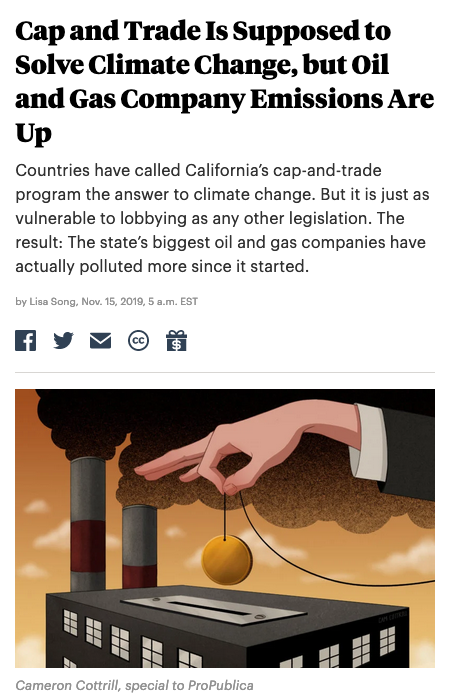 Cap and Trade Is Supposed to
Solve Climate Change, but Oil
and Gas Company Emissions Are
Up
Countries have called California’s cap-and-trade
program the answer to climate change. But it is just as
vulnerable to lobbying as any other legislation. The
result: The state’s biggest oil and gas companies have
actually polluted more since it started.
by Lisa Song, Nov. 15, 2019, 5 a.m. EST
cc
$
Cameron Cottrill, special to ProPublica